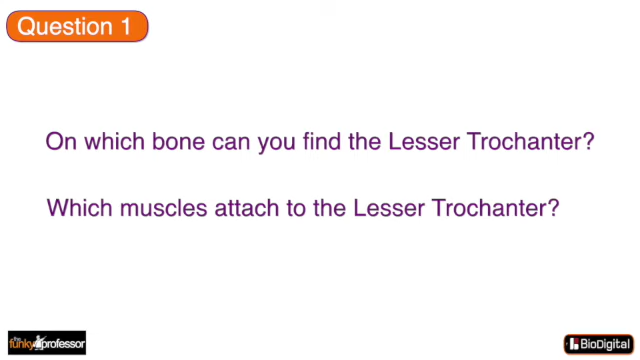 Question 1
On which bone can you find the Lesser Trochanter?
Which muscles attach to the Lesser Trochanter?
the funky professor
BioDigital